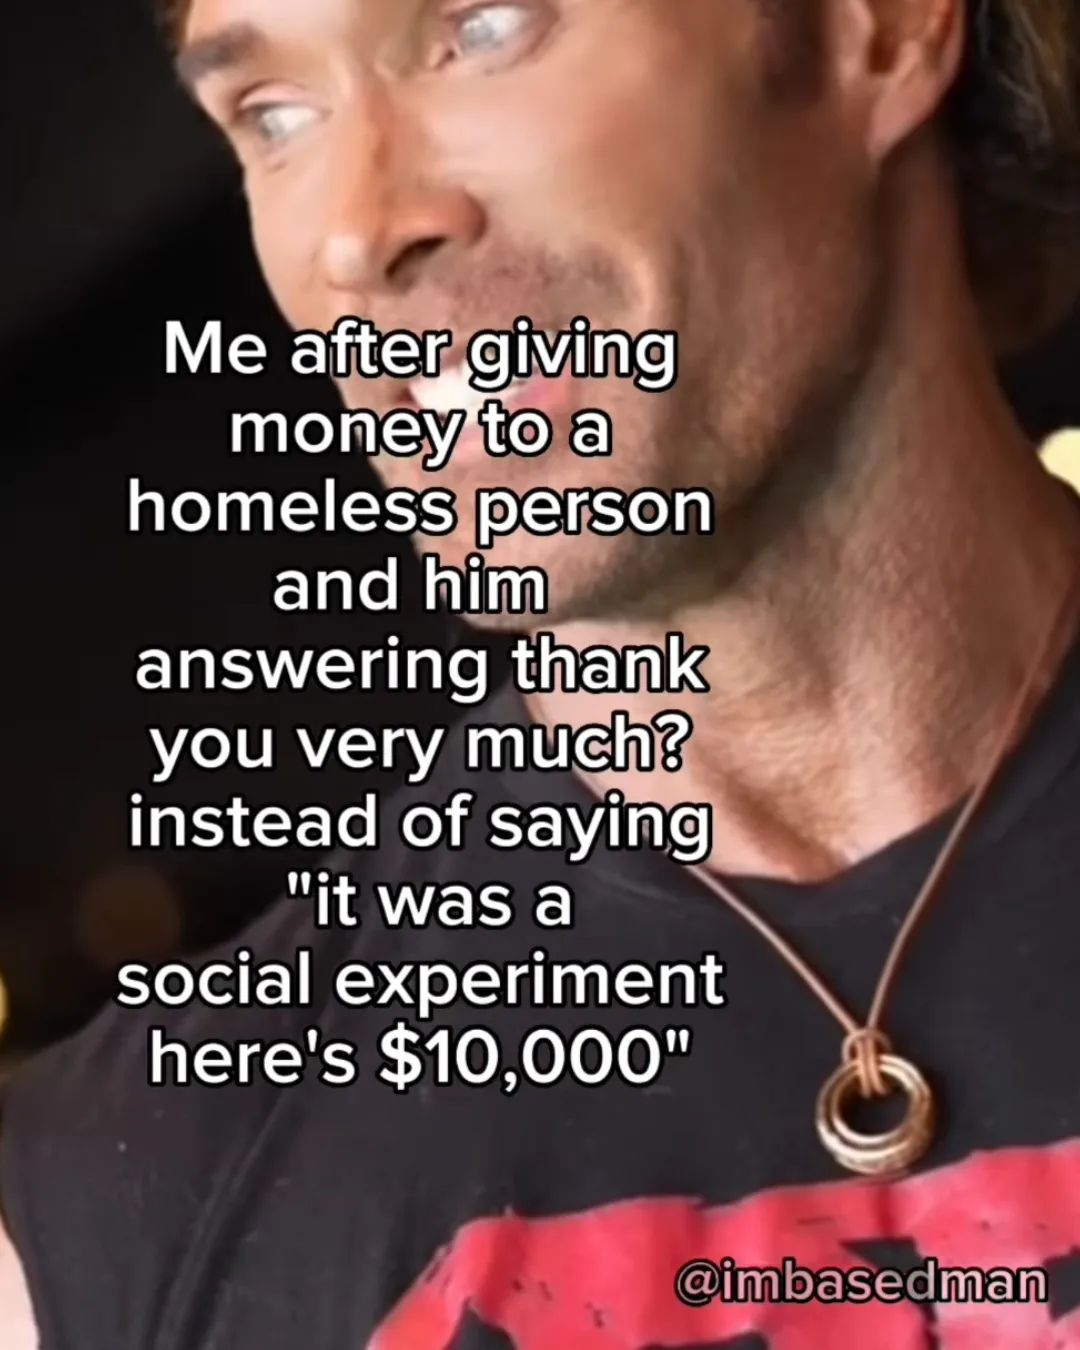 Me after giving
money to a
homeless person
and him
answering thank
you very much?
instead of saying
"it was a
social experiment
here's $10,000"
@imbasedman